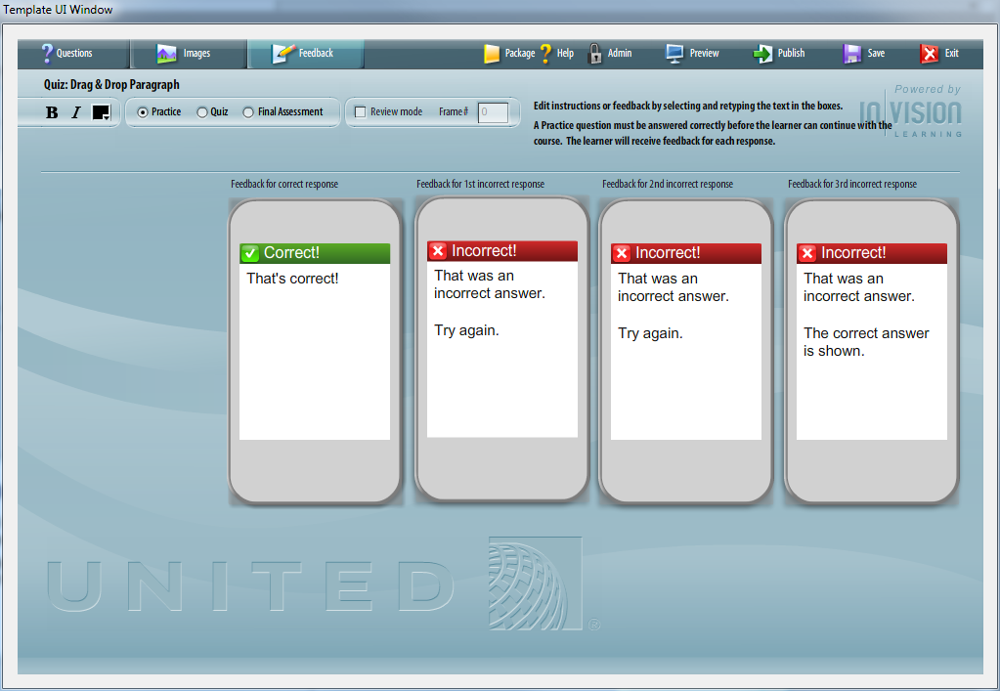 Template UI Window
Questions Images Feedback Package Help Admin Preview Publish Save Exit
Quiz: Drag & Drop Paragraph
B I Practice Quiz Final Assessment Review mode Frame# 0
Edit instructions or feedback by selecting and retyping the text in the boxes.
A Practice question must be answered correctly before the learner can continue with the
course. The learner will receive feedback for each response.
Powered by
INVISION
LEARNING
Feedback for correct response
Correct!
That's correct!
Feedback for 1st incorrect response
Incorrect!
That was an
incorrect answer.
Try again.
Feedback for 2nd incorrect response
Incorrect!
That was an
incorrect answer.
Try again.
Feedback for 3rd incorrect response
Incorrect!
That was an
incorrect answer.
The correct answer
is shown.
UNITED ®